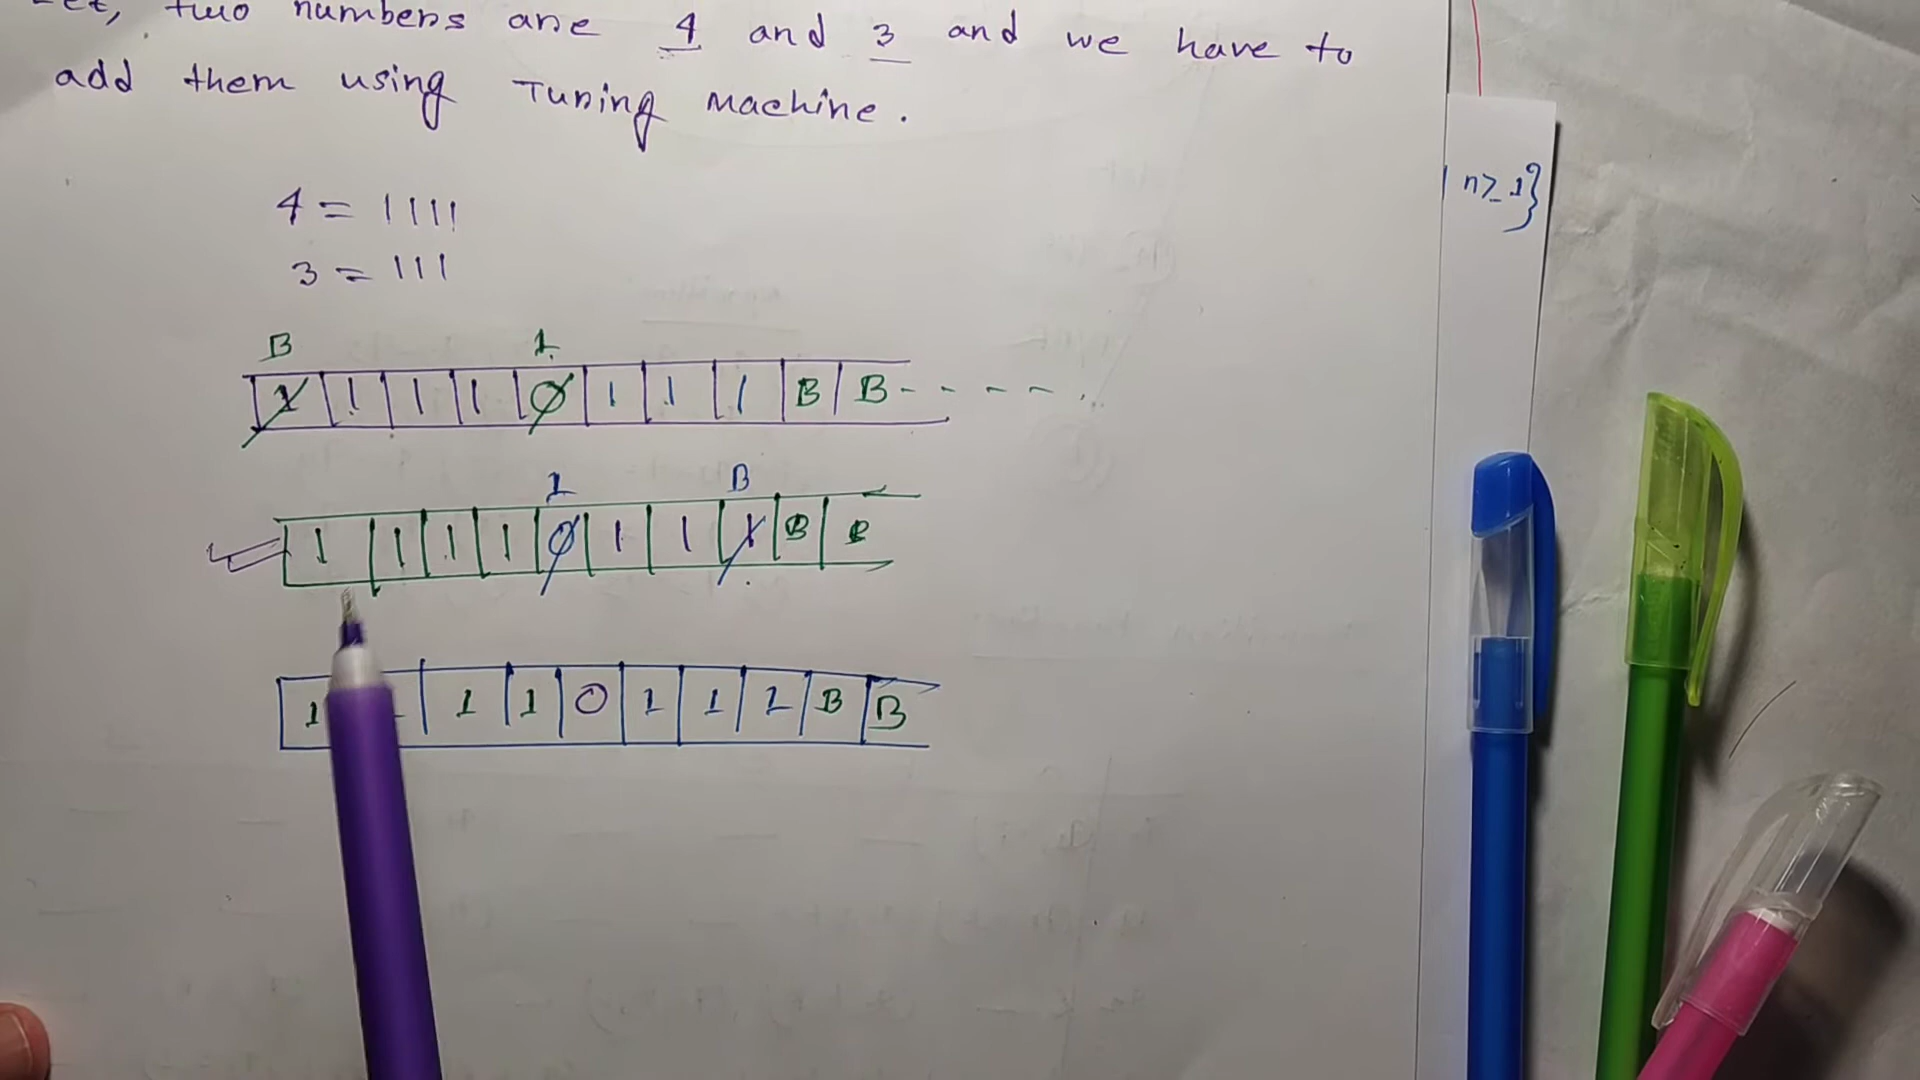 two numbers are 4 and 3 and we have to
add them using Turing Machine.
n≥1}
4 = 1111
3 = 111
B 1
1 1 1 1 0 1 1 1 B B - - - - .
1 B
1 1 1 1 0 1 1 1 B B
1 1 1 0 1 1 1 B B